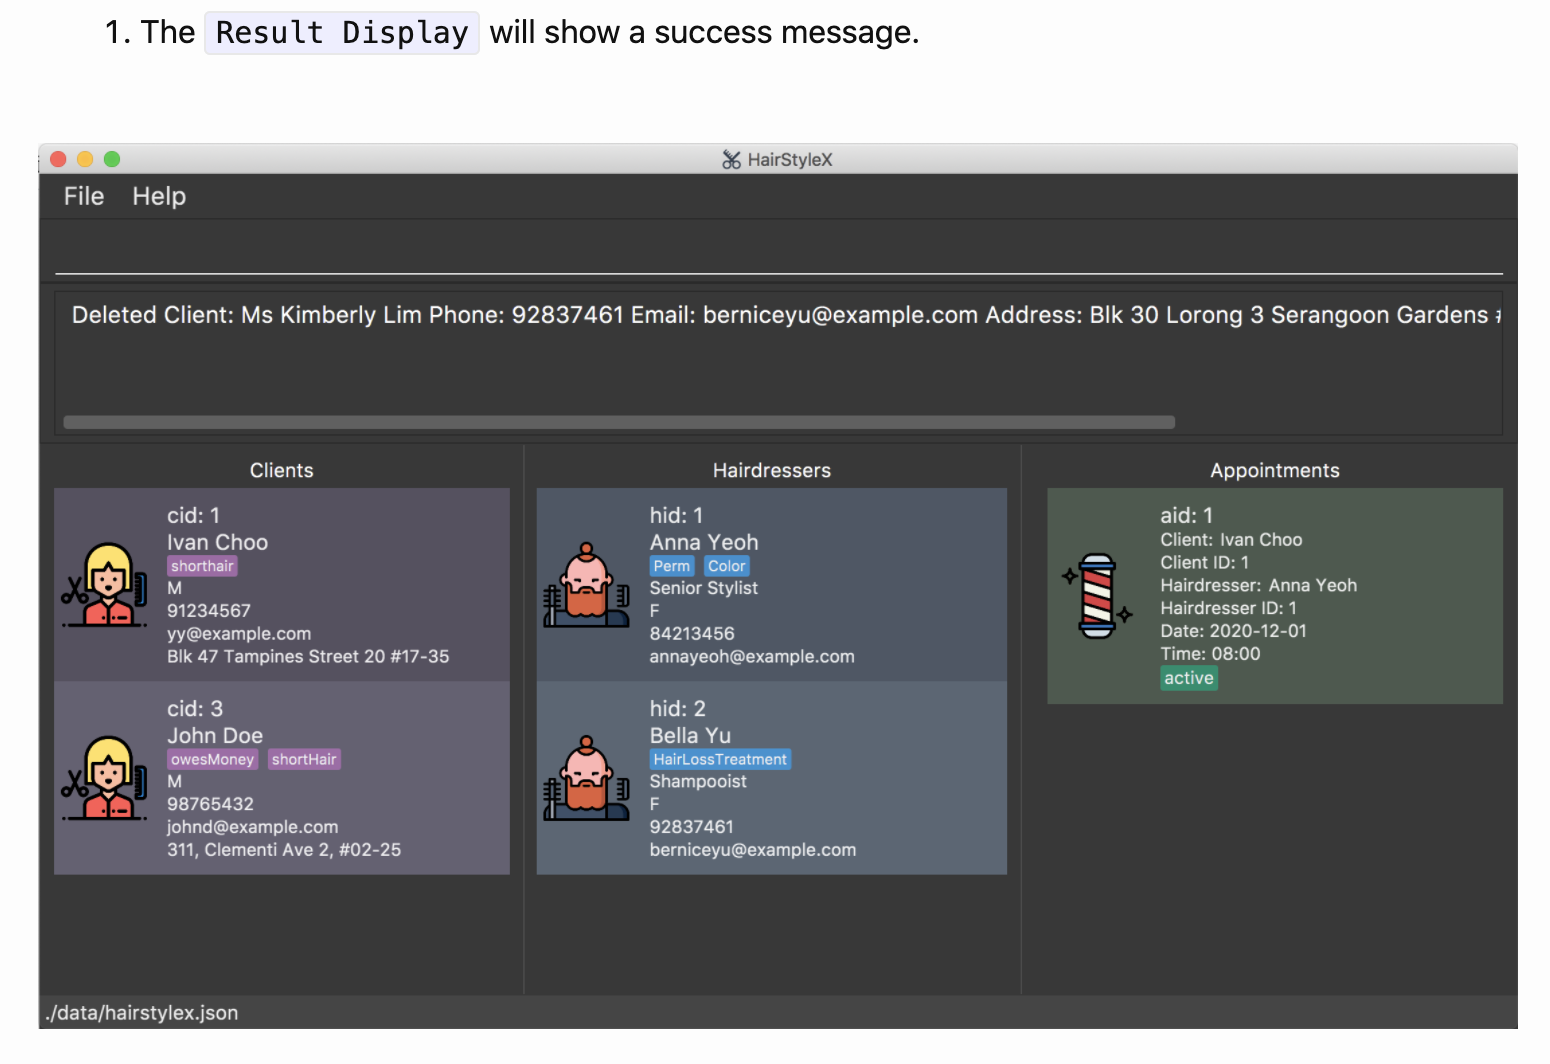 1. The Result Display will show a success message.
HairStyleX
File Help
Deleted Client: Ms Kimberly Lim Phone: 92837461 Email: berniceyu@example.com Address: Blk 30 Lorong 3 Serangoon Gardens #
Clients
cid: 1
Ivan Choo
shorthair
M
91234567
yy@example.com
Blk 47 Tampines Street 20 #17-35
cid: 3
John Doe
owesMoney shortHair
M
98765432
johnd@example.com
311, Clementi Ave 2, #02-25
Hairdressers
hid: 1
Anna Yeoh
Perm Color
Senior Stylist
F
84213456
annayeoh@example.com
hid: 2
Bella Yu
HairLossTreatment
Shampooist
F
92837461
berniceyu@example.com
Appointments
aid: 1
Client: Ivan Choo
Client ID: 1
Hairdresser: Anna Yeoh
Hairdresser ID: 1
Date: 2020-12-01
Time: 08:00
active
./data/hairstylex.json